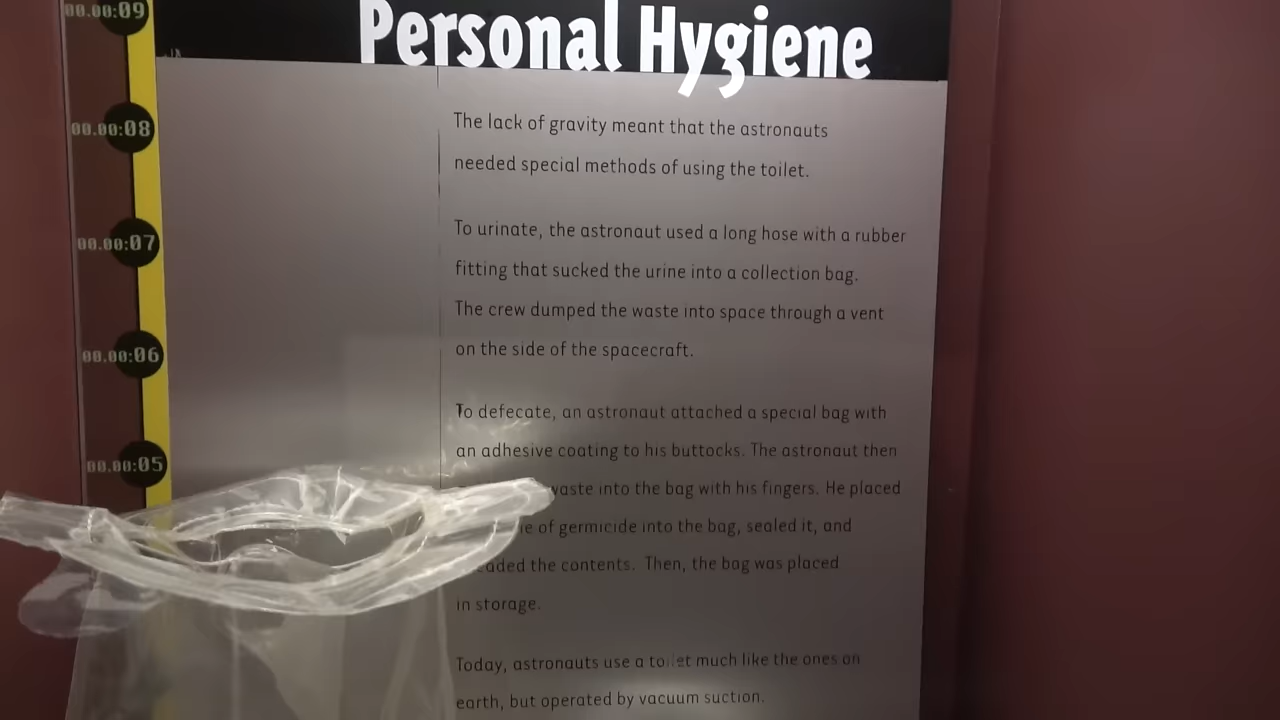 Personal Hygiene
00.00:09
00.00:08
00.00:07
00.00:06
00.00:05
The lack of gravity meant that the astronauts
needed special methods of using the toilet.
To urinate, the astronaut used a long hose with a rubber
fitting that sucked the urine into a collection bag.
The crew dumped the waste into space through a vent
on the side of the spacecraft.
To defecate, an astronaut attached a special bag with
an adhesive coating to his buttocks. The astronaut then
waste into the bag with his fingers. He placed
of germicide into the bag, sealed it, and
the contents. Then, the bag was placed
in storage.
Today, astronauts use a toilet much like the ones on
earth, but operated by vacuum suction.